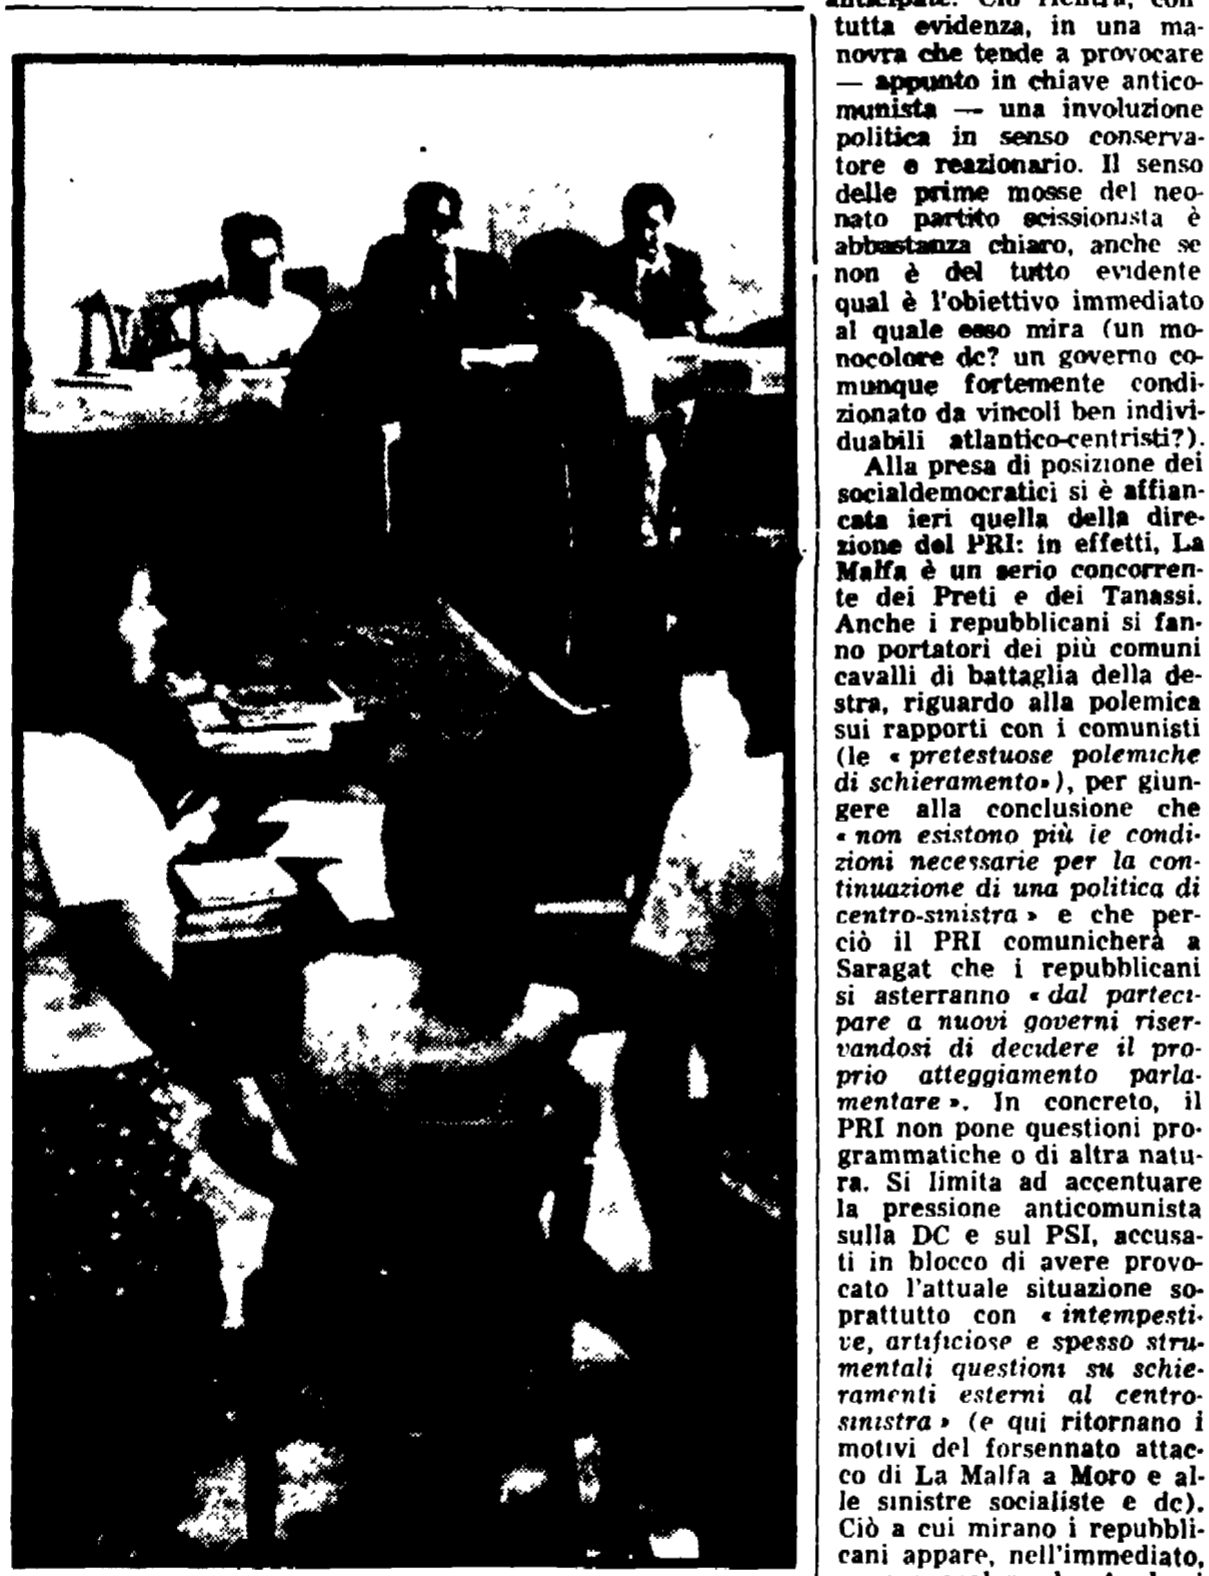 anticipate. Ciò rientra, con
tutta evidenza, in una ma-
novra che tende a provocare
— appunto in chiave antico-
munista — una involuzione
politica in senso conserva-
tore e reazionario. Il senso
delle prime mosse del neo-
nato partito scissionista è
abbastanza chiaro, anche se
non è del tutto evidente
qual è l'obiettivo immediato
al quale esso mira (un mo-
nocolore dc? un governo co-
munque fortemente condi-
zionato da vincoli ben indivi-
duabili atlantico-centristi?).
Alla presa di posizione dei
socialdemocratici si è affian-
cata ieri quella della dire-
zione del PRI: in effetti, La
Malfa è un serio concorren-
te dei Preti e dei Tanassi.
Anche i repubblicani si fan-
no portatori dei più comuni
cavalli di battaglia della de-
stra, riguardo alla polemica
sui rapporti con i comunisti
(le « pretestuose polemiche
di schieramento»), per giun-
gere alla conclusione che
« non esistono più le condi-
zioni necessarie per la con-
tinuazione di una politica di
centro-sinistra » e che per-
ciò il PRI comunicherà a
Saragat che i repubblicani
si asterranno « dal parteci-
pare a nuovi governi riser-
vandosi di decidere il pro-
prio atteggiamento parla-
mentare ». In concreto, il
PRI non pone questioni pro-
grammatiche o di altra natu-
ra. Si limita ad accentuare
la pressione anticomunista
sulla DC e sul PSI, accusa-
ti in blocco di avere provo-
cato l'attuale situazione so-
prattutto con « intempesti-
ve, artificiose e spesso stru-
mentali questioni su schie-
ramenti esterni al centro-
sinistra » (e qui ritornano i
motivi del forsennato attac-
co di La Malfa a Moro e al-
le sinistre socialiste e dc).
Ciò a cui mirano i repubbli-
cani appare, nell'immediato,